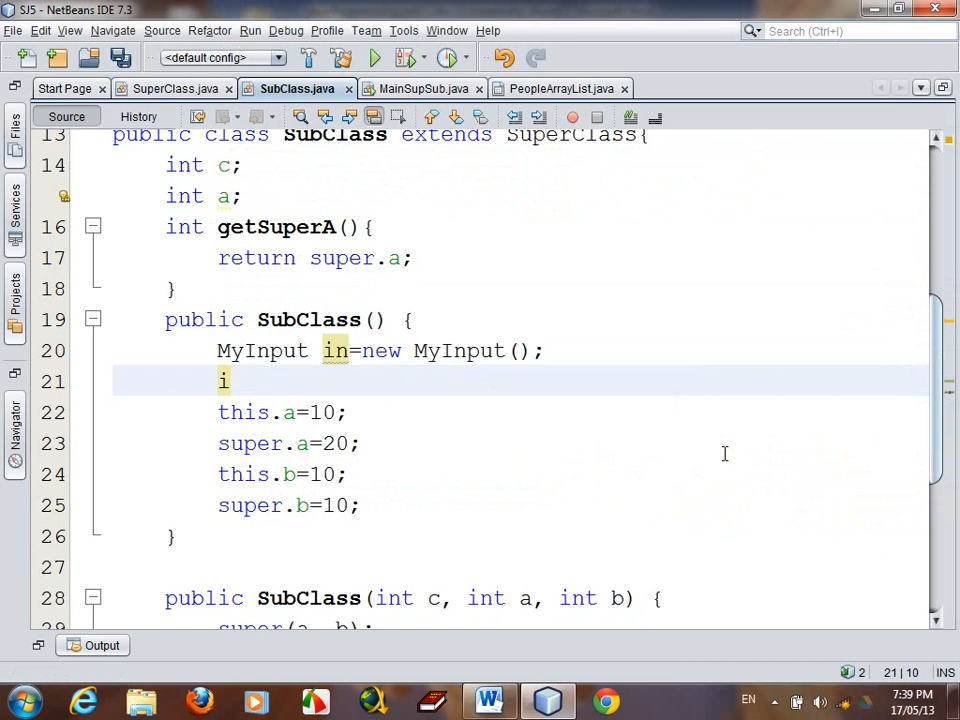 SJ5 - NetBeans IDE 7.3
File Edit View Navigate Source Refactor Run Debug Profile Team Tools Window Help
Search (Ctrl+I)
<default config>
Start Page SuperClass.java SubClass.java MainSupSub.java PeopleArrayList.java
Source History
Files
Services
Projects
Navigator
13 public class SubClass extends SuperClass{
14 int c;
int a;
16 int getSuperA(){
17 return super.a;
18 }
19 public SubClass() {
20 MyInput in=new MyInput();
21 i
22 this.a=10;
23 super.a=20;
24 this.b=10;
25 super.b=10;
26 }
27
28 public SubClass(int c, int a, int b) {
29 super(a, b);
Output
2 21 | 10 INS
EN 7:39 PM
17/05/13